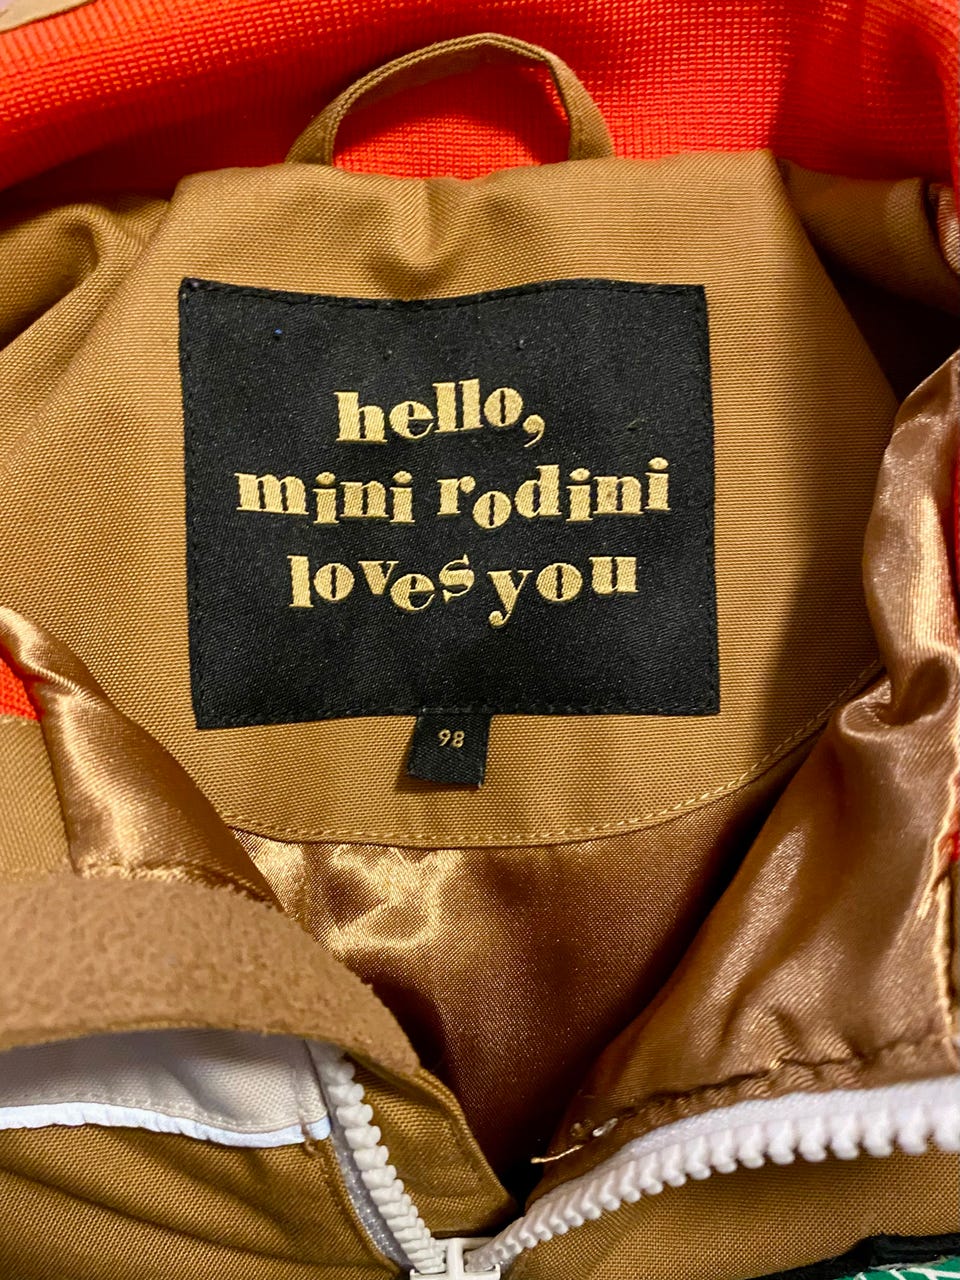 hello,
mini rodini
loves you
98